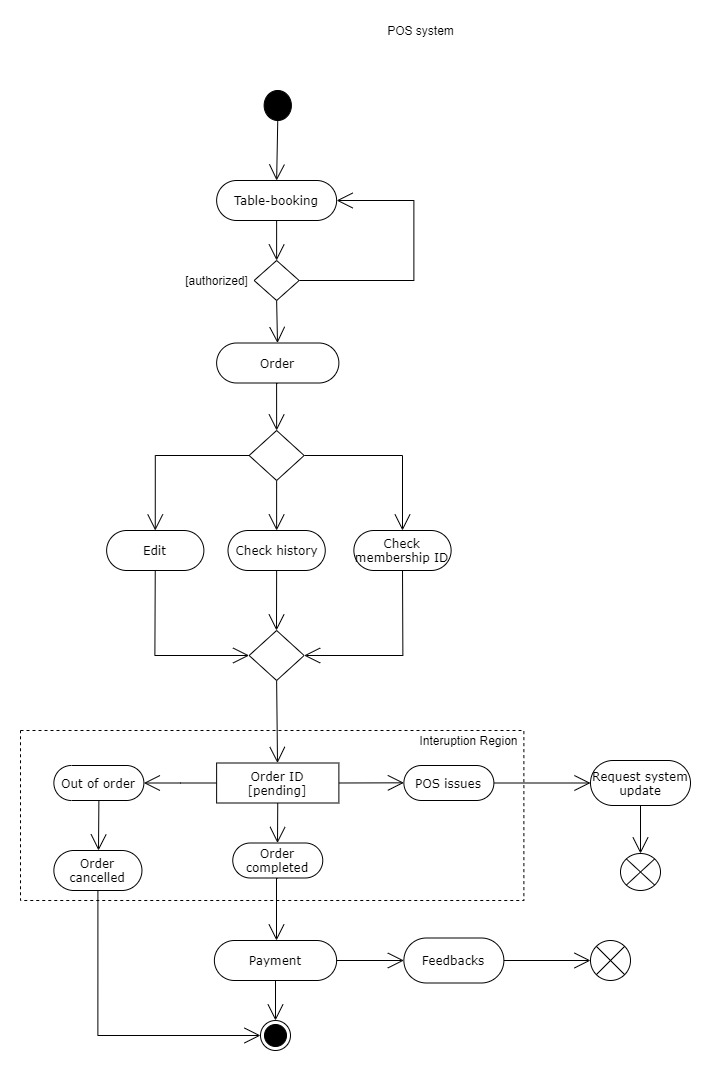 POS system
Table-booking
[authorized]
Order
Edit
Check history
Check
membership ID
Interuption Region
Out of order
Order ID
[pending]
POS issues
Request system
update
Order
cancelled
Order
completed
Payment
Feedbacks